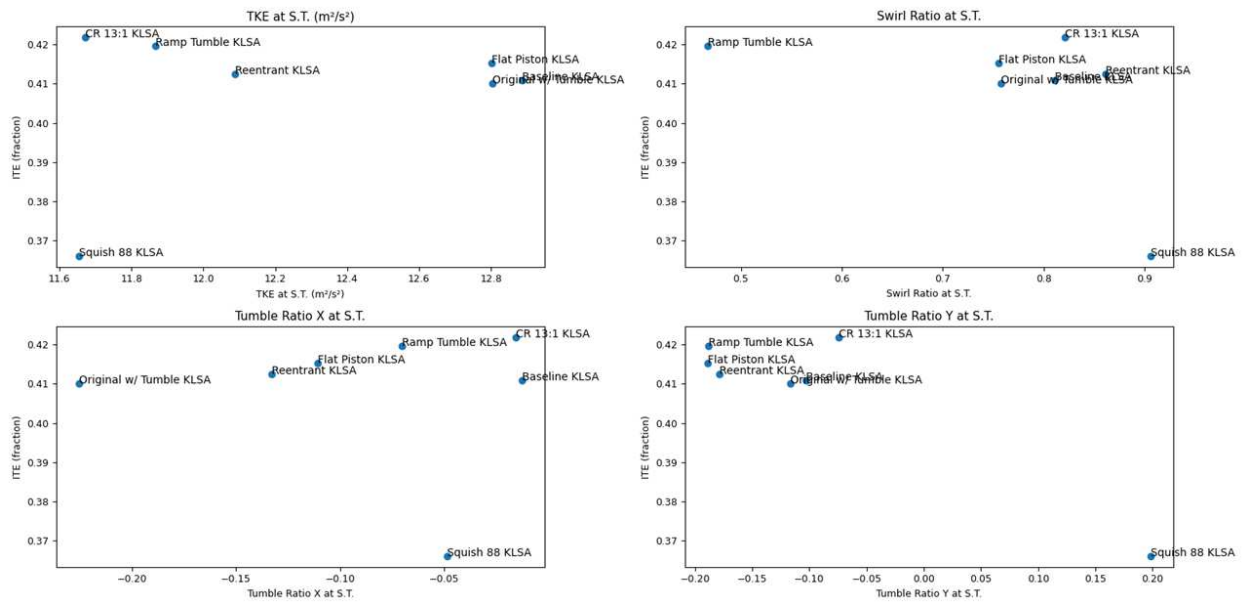 TKE at S.T. (m²/s²)
CR 13:1 KLSA
Ramp Tumble KLSA
Reentrant KLSA
Flat Piston KLSA
Baseline KLSA
Original w/ Tumble KLSA
Squish 88 KLSA
0.42
0.41
0.40
0.39
0.38
0.37
ITE (fraction)
11.6 11.8 12.0 12.2 12.4 12.6 12.8
TKE at S.T. (m²/s²)
Swirl Ratio at S.T.
CR 13:1 KLSA
Ramp Tumble KLSA
Flat Piston KLSA
Reentrant KLSA
Baseline KLSA
Original w/ Tumble KLSA
Squish 88 KLSA
0.42
0.41
0.40
0.39
0.38
0.37
ITE (fraction)
0.5 0.6 0.7 0.8 0.9
Swirl Ratio at S.T.
Tumble Ratio X at S.T.
CR 13:1 KLSA
Ramp Tumble KLSA
Flat Piston KLSA
Reentrant KLSA
Original w/ Tumble KLSA
Baseline KLSA
Squish 88 KLSA
0.42
0.41
0.40
0.39
0.38
0.37
ITE (fraction)
−0.20 −0.15 −0.10 −0.05
Tumble Ratio X at S.T.
Tumble Ratio Y at S.T.
CR 13:1 KLSA
Ramp Tumble KLSA
Flat Piston KLSA
Reentrant KLSA
Baseline KLSA
Original w/ Tumble KLSA
Squish 88 KLSA
0.42
0.41
0.40
0.39
0.38
0.37
ITE (fraction)
−0.20 −0.15 −0.10 −0.05 0.00 0.05 0.10 0.15 0.20
Tumble Ratio Y at S.T.